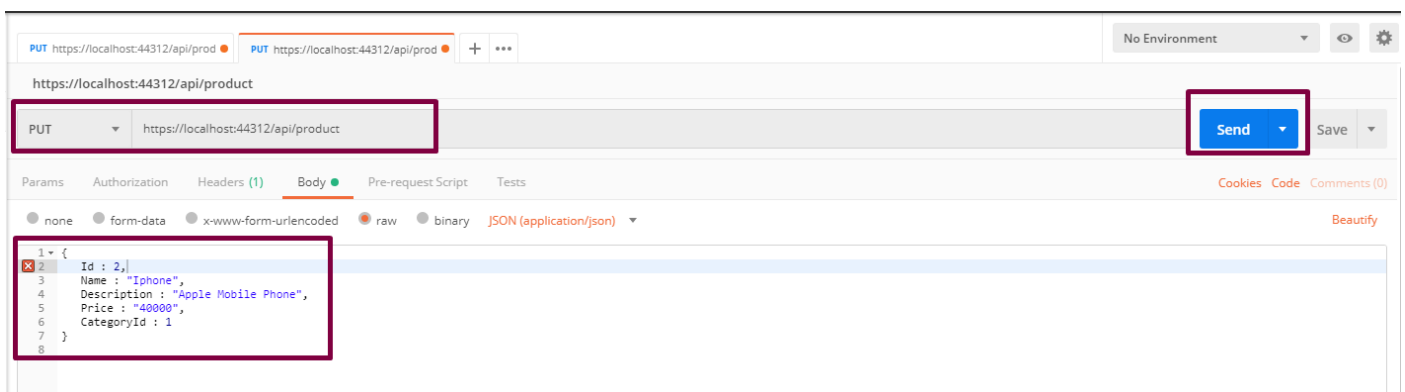 PUT https://localhost:44312/api/prod PUT https://localhost:44312/api/prod + ••• No Environment
https://localhost:44312/api/product
PUT https://localhost:44312/api/product Send Save
Params Authorization Headers (1) Body Pre-request Script Tests Cookies Code Comments (0)
none form-data x-www-form-urlencoded raw binary JSON (application/json) Beautify
1 {
2 Id : 2,
3 Name : "Iphone",
4 Description : "Apple Mobile Phone",
5 Price : "40000",
6 CategoryId : 1
7 }
8